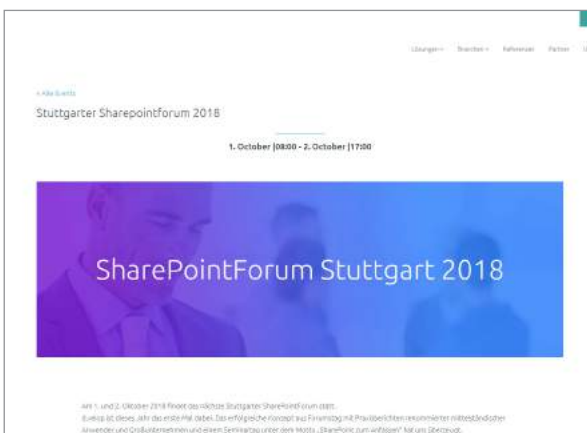 Lösungen Branchen Referenzen Partner
« Alle Events
Stuttgarter Sharepointforum 2018
1. October |08:00 - 2. October |17:00
SharePointForum Stuttgart 2018
Am 1. und 2. Oktober 2018 findet das nächste Stuttgarter SharePointForum statt.
d.velop ist dieses Jahr das erste Mal dabei. Das erfolgreiche Konzept aus Forumstag mit Praxisberichten renommierter mittelständischer
Anwender und Großunternehmen und einem Seminartag unter dem Motto „SharePoint zum Anfassen“ hat uns überzeugt.